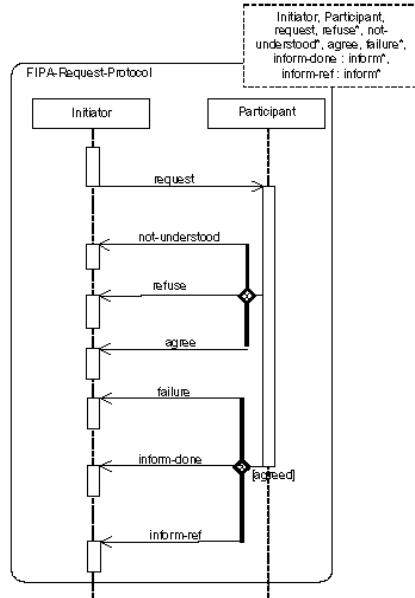 Initiator, Participant,
request, refuse*, not-
understood*, agree, failure*,
inform-done : inform*,
inform-ref : inform*
FIPA-Request-Protocol
Initiator
Participant
request
not-understood
refuse
agree
failure
inform-done
[agreed]
inform-ref